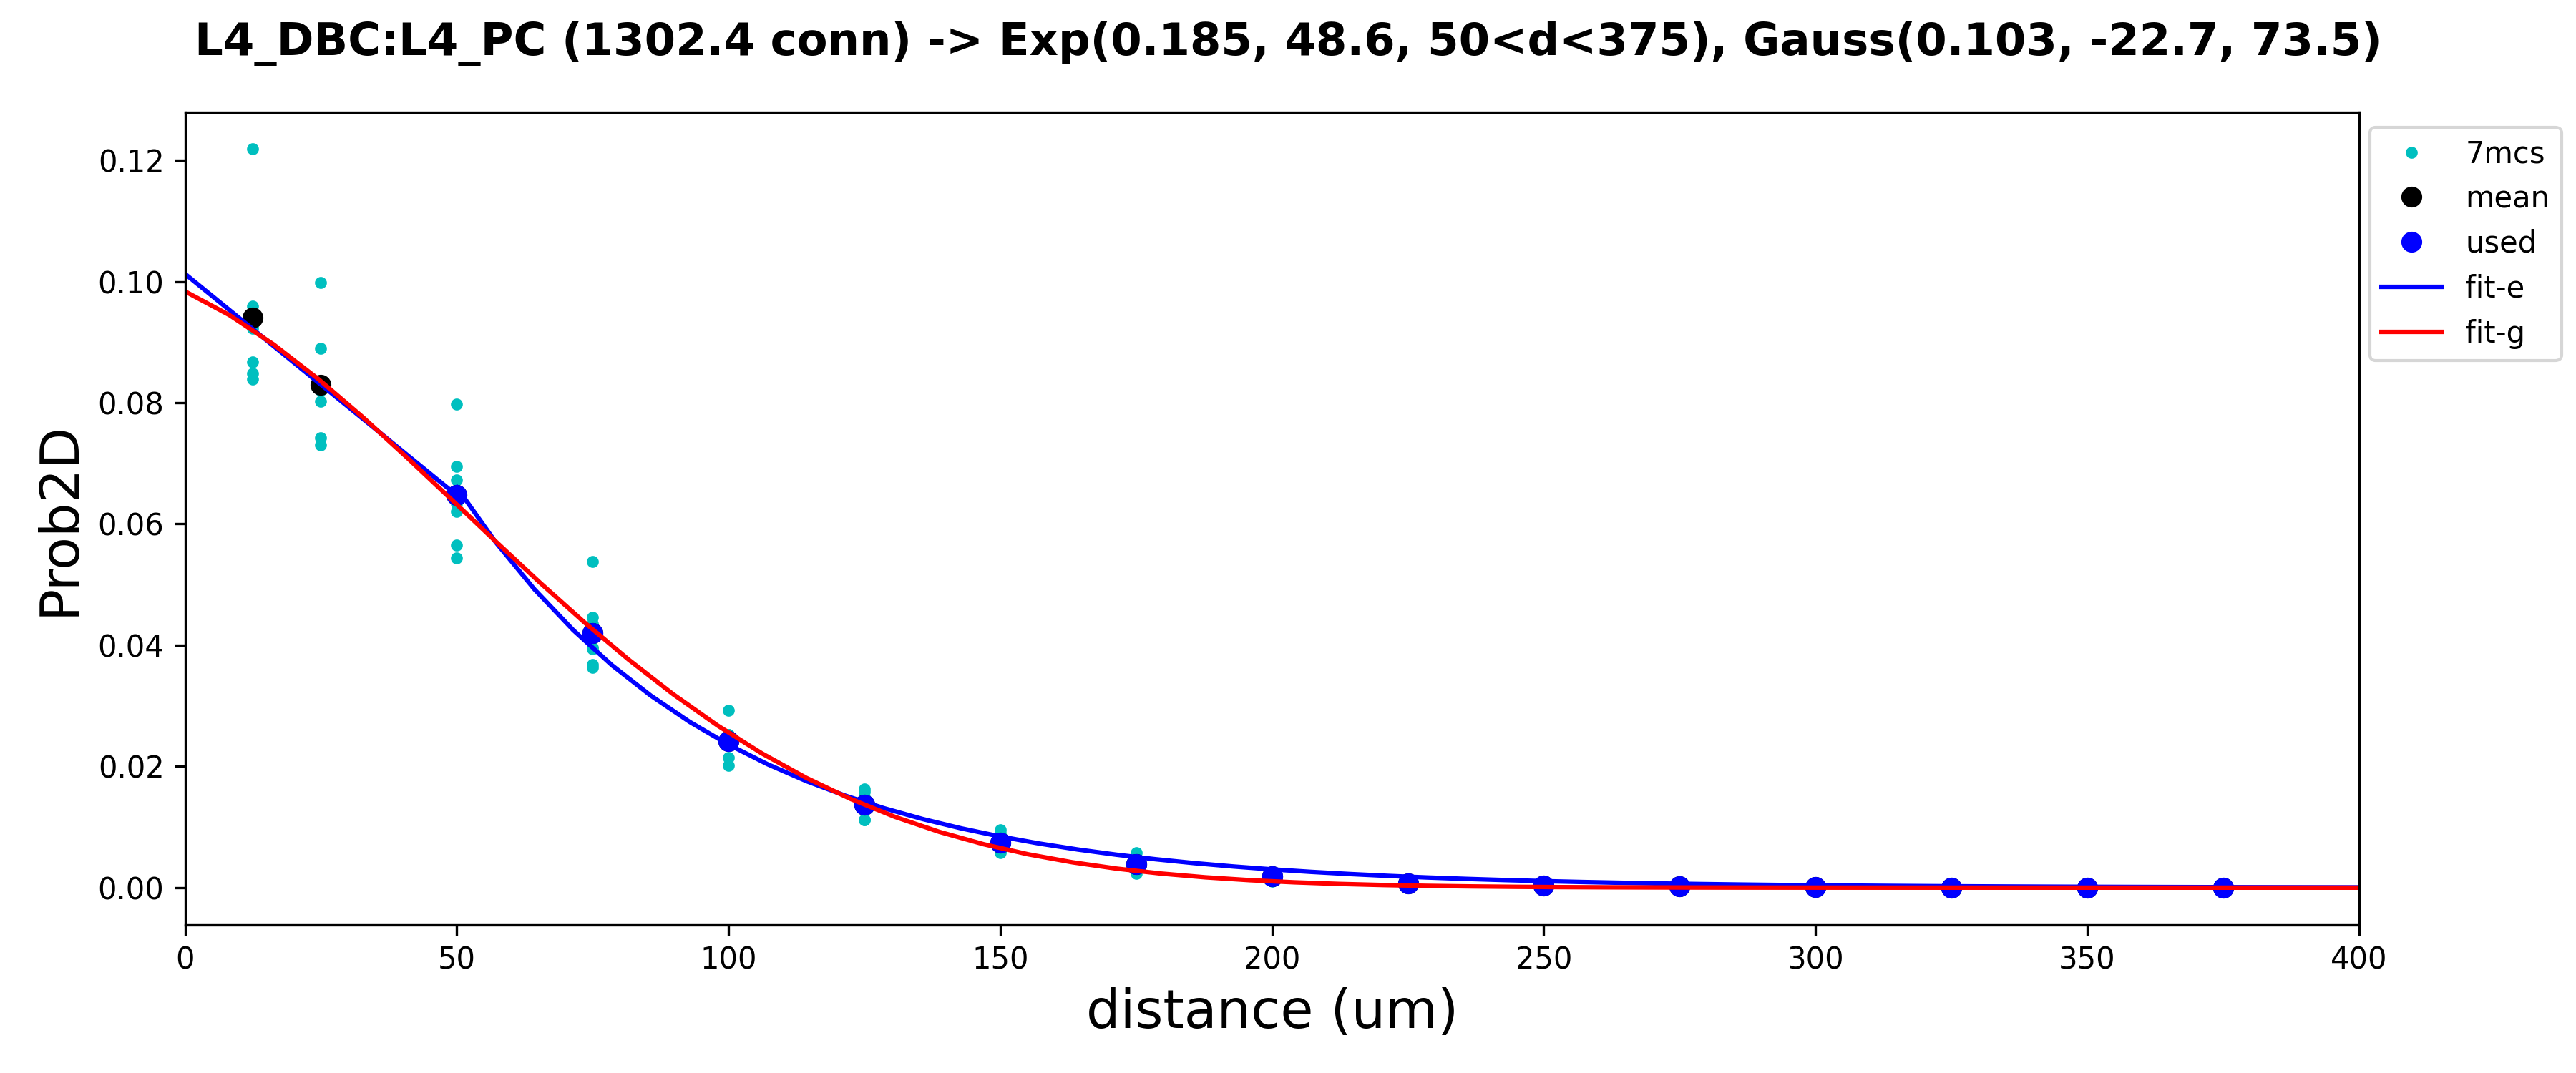 L4_DBC:L4_PC (1302.4 conn) -> Exp(0.185, 48.6, 50<d<375), Gauss(0.103, -22.7, 73.5)
7mcs
mean
used
fit-e
fit-g
Prob2D
0.12
0.10
0.08
0.06
0.04
0.02
0.00
0 50 100 150 200 250 300 350 400
distance (um)